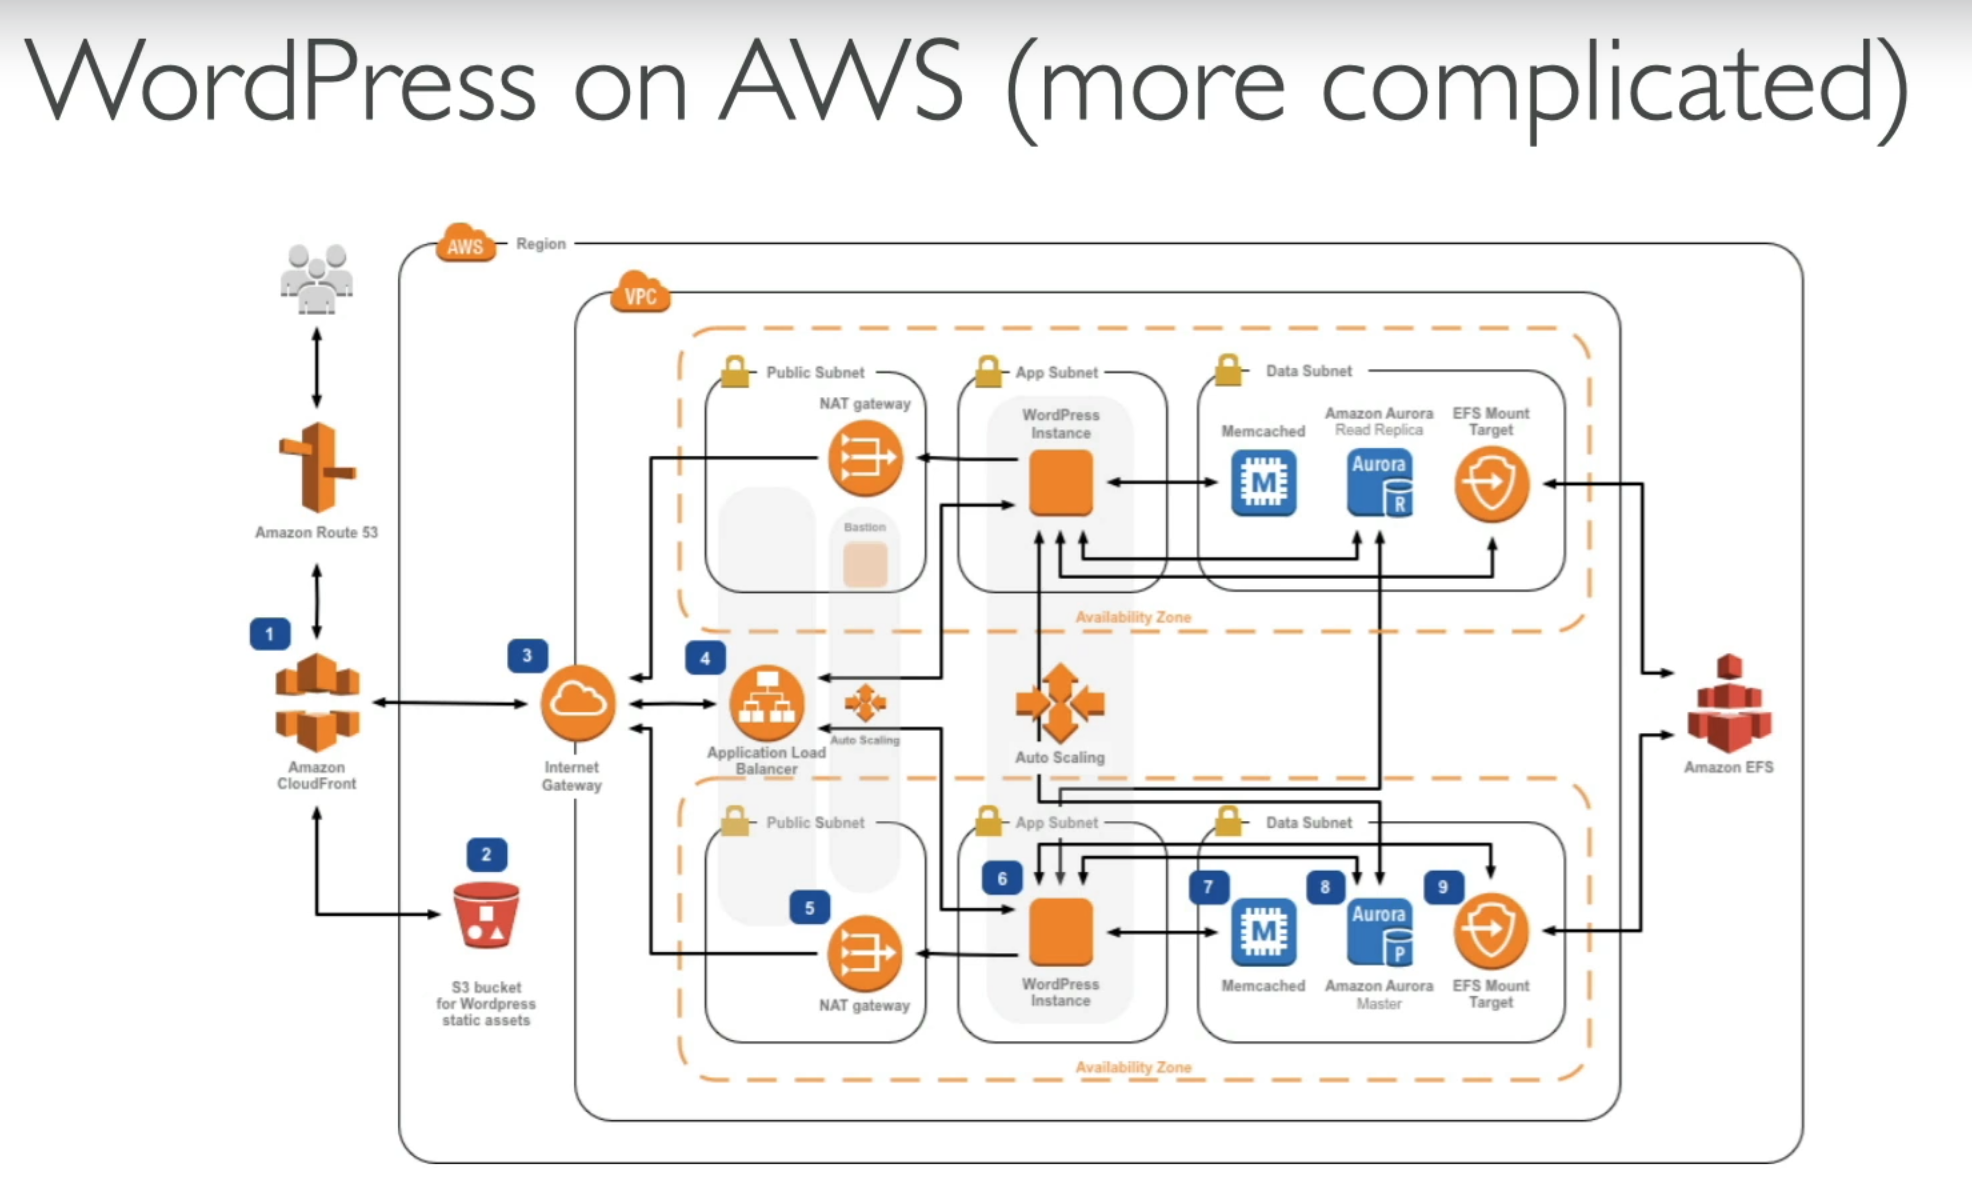 WordPress on AWS (more complicated)
AWS
Region
VPC
Public Subnet
NAT gateway
Bastion
App Subnet
WordPress
Instance
Data Subnet
Memcached
Amazon Aurora
Read Replica
EFS Mount
Target
M
Aurora
R
Availability Zone
Amazon Route 53
1
Amazon
CloudFront
2
S3 bucket
for Wordpress
static assets
3
Internet
Gateway
4
Application Load
Balancer
Auto Scaling
Auto Scaling
Amazon EFS
Public Subnet
5
NAT gateway
App Subnet
6
WordPress
Instance
Data Subnet
7
M
Memcached
8
Aurora
P
Amazon Aurora
Master
9
EFS Mount
Target
Availability Zone